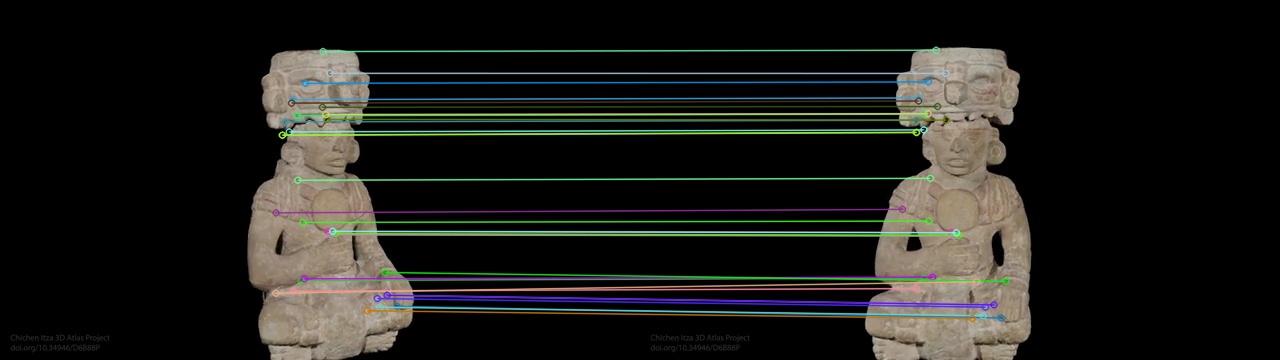 Chichen Itza 3D Atlas Project
doi.org/10.34946/D6B88P
Chichen Itza 3D Atlas Project
doi.org/10.34946/D6B88P